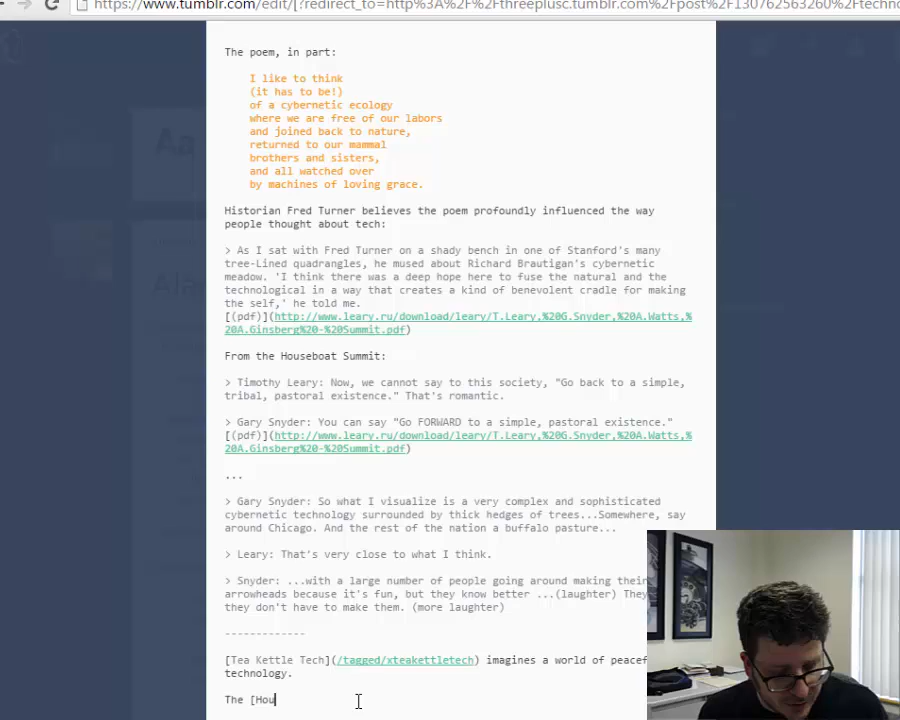 https://www.tumblr.com/edit/[?redirect_to=http%3A%2F%2Fthreeplusc.tumblr.com%2Fpost%2F130762563260%2Ftechno
The poem, in part:
I like to think
(it has to be!)
of a cybernetic ecology
where we are free of our labors
and joined back to nature,
returned to our mammal
brothers and sisters,
and all watched over
by machines of loving grace.
Historian Fred Turner believes the poem profoundly influenced the way
people thought about tech:
> As I sat with Fred Turner on a shady bench in one of Stanford's many
tree-Lined quadrangles, he mused about Richard Brautigan's cybernetic
meadow. 'I think there was a deep hope here to fuse the natural and the
technological in a way that creates a kind of benevolent cradle for making
the self,' he told me.
[(pdf)](http://www.leary.ru/download/leary/T.Leary,%20G.Snyder,%20A.Watts,%
20A.Ginsberg%20-%20Summit.pdf)
From the Houseboat Summit:
> Timothy Leary: Now, we cannot say to this society, "Go back to a simple,
tribal, pastoral existence." That's romantic.
> Gary Snyder: You can say "Go FORWARD to a simple, pastoral existence."
[(pdf)](http://www.leary.ru/download/leary/T.Leary,%20G.Snyder,%20A.Watts,%
20A.Ginsberg%20-%20Summit.pdf)
...
> Gary Snyder: So what I visualize is a very complex and sophisticated
cybernetic technology surrounded by thick hedges of trees...Somewhere, say
around Chicago. And the rest of the nation a buffalo pasture...
> Leary: That's very close to what I think.
> Snyder: ...with a large number of people going around making their
arrowheads because it's fun, but they know better ...(laughter) They
they don't have to make them. (more laughter)
-------------
[Tea Kettle Tech](/tagged/xteakettletech) imagines a world of peacef
technology.
The [Hou